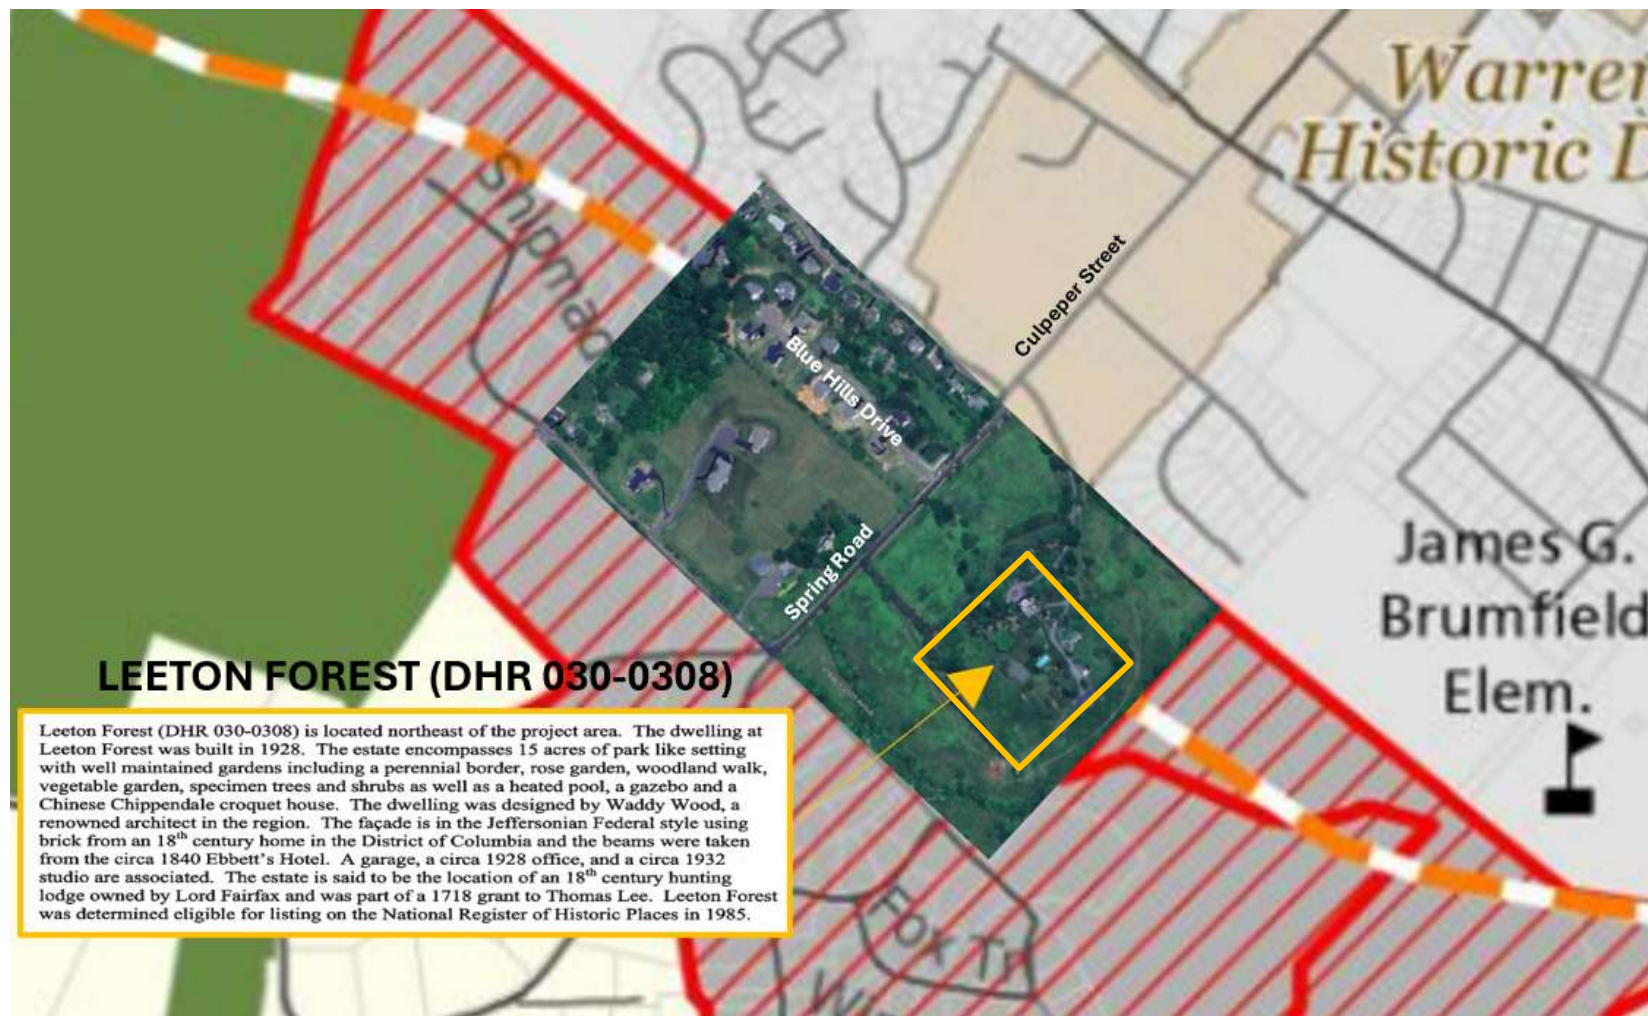 Warren
Historic D
Shipmad
Culpeper Street
Blue Hills Drive
Spring Road
James G.
Brumfield
Elem.
LEETON FOREST (DHR 030-0308)
Leeton Forest (DHR 030-0308) is located northeast of the project area. The dwelling at
Leeton Forest was built in 1928. The estate encompasses 15 acres of park like setting
with well maintained gardens including a perennial border, rose garden, woodland walk,
vegetable garden, specimen trees and shrubs as well as a heated pool, a gazebo and a
Chinese Chippendale croquet house. The dwelling was designed by Waddy Wood, a
renowned architect in the region. The façade is in the Jeffersonian Federal style using
brick from an 18th century home in the District of Columbia and the beams were taken
from the circa 1840 Ebbett's Hotel. A garage, a circa 1928 office, and a circa 1932
studio are associated. The estate is said to be the location of an 18th century hunting
lodge owned by Lord Fairfax and was part of a 1718 grant to Thomas Lee. Leeton Forest
was determined eligible for listing on the National Register of Historic Places in 1985.
Fox Tr